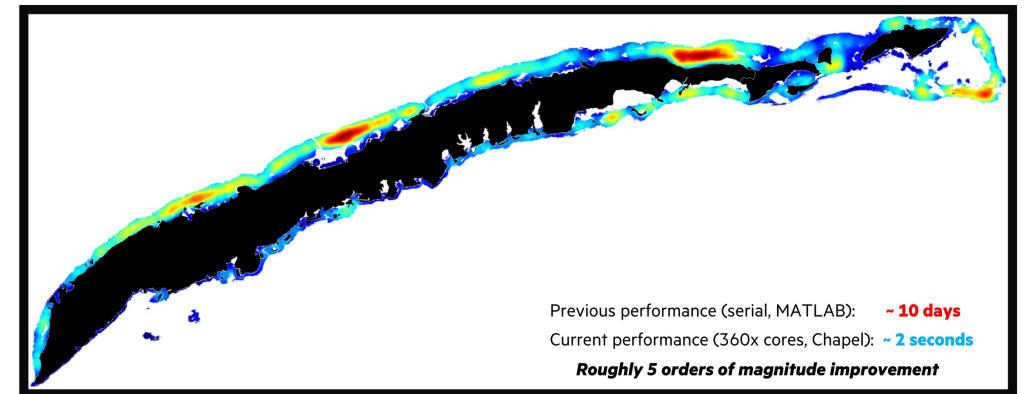 Previous performance (serial, MATLAB): ~ 10 days
Current performance (360x cores, Chapel): ~ 2 seconds
Roughly 5 orders of magnitude improvement